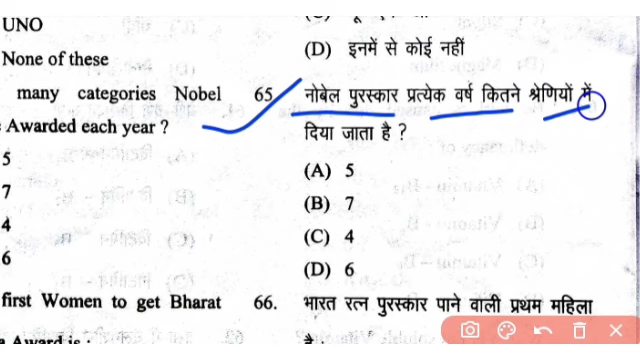 UNO
None of these
many categories Nobel
Awarded each year ?
5
7
4
6
first Women to get Bharat
Award is :
(D) इनमें से कोई नहीं
65 नोबेल पुरस्कार प्रत्येक वर्ष कितने श्रेणियों में
दिया जाता है ?
(A) 5
(B) 7
(C) 4
(D) 6
66. भारत रत्न पुरस्कार पाने वाली प्रथम महिला